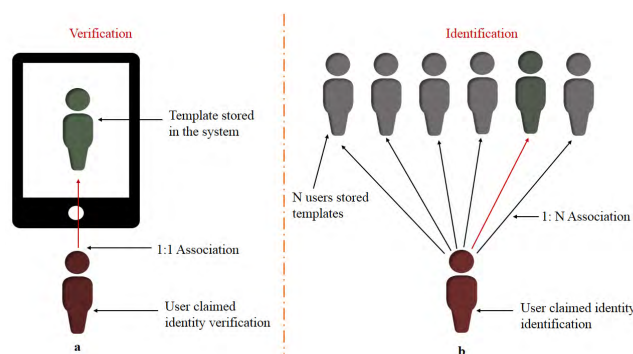 Verification
Template stored
in the system
1:1 Association
User claimed
identity verification
a
Identification
N users stored
templates
1: N Association
User claimed identity
identification
b